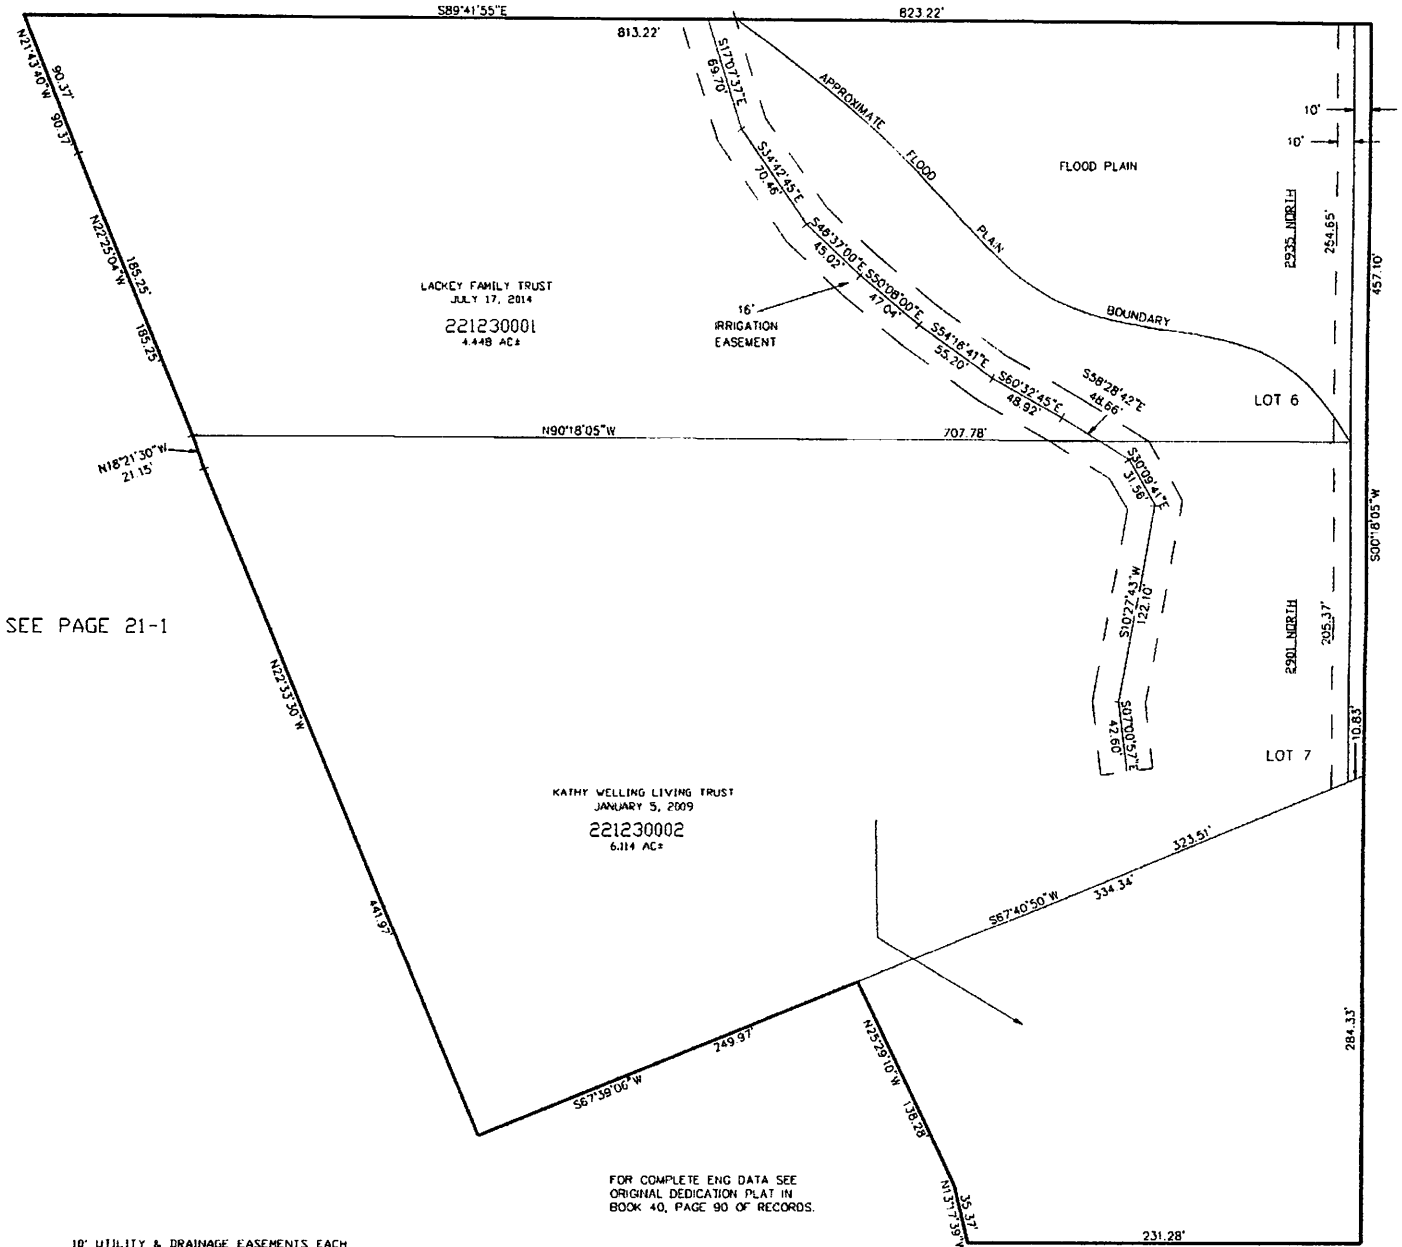 S89°41'55"E
823.22'
813.22'
N21°43'40"W
90.37'
90.37'
S17°07'37"E
69.70'
APPROXIMATE
FLOOD
PLAIN
BOUNDARY
FLOOD PLAIN
10'
10'
2935 NORTH
254.65'
457.10'
N22°25'04"W
185.25'
185.25'
S34°42'45"E
70.46'
S48°37'00"E
45.02'
S50°08'00"E
47.04'
S54°16'41"E
55.20'
S60°32'45"E
48.92'
S58°28'42"E
48.66'
LACKEY FAMILY TRUST
JULY 17, 2014
221230001
4.448 AC±
16'
IRRIGATION
EASEMENT
LOT 6
N90°18'05"W
707.78'
N18°21'30"W
21.15'
S30°09'41"E
31.56'
S00°18'05"W
S10°27'43"W
122.10'
SEE PAGE 21-1
2901 NORTH
205.37'
N22°33'30"W
S07°00'57"E
42.60'
10.83'
LOT 7
KATHY WELLING LIVING TRUST
JANUARY 5, 2009
221230002
6.114 AC±
323.51'
S67°40'50"W
334.34'
441.97'
249.97'
S67°39'06"W
N25°29'10"W
138.28'
284.33'
FOR COMPLETE ENG DATA SEE
ORIGINAL DEDICATION PLAT IN
BOOK 40, PAGE 90 OF RECORDS.
N13°17'39"W
35.37'
231.28'
10' UTILITY & DRAINAGE EASEMENTS EACH